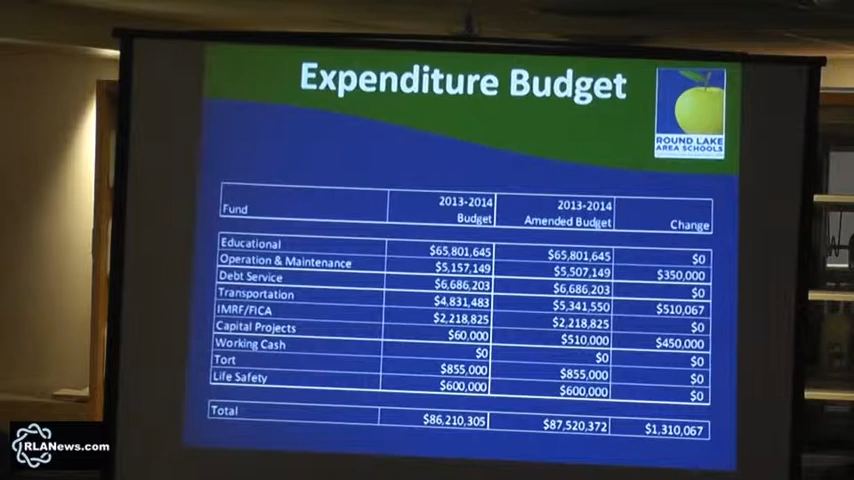 Expenditure Budget
ROUND LAKE
AREA SCHOOLS
2013-2014 2013-2014
Fund Budget Amended Budget Change
Educational $65,801,645 $65,801,645 $0
Operation & Maintenance $5,157,149 $5,507,149 $350,000
Debt Service $6,686,203 $6,686,203 $0
Transportation $4,831,483 $5,341,550 $510,067
IMRF/FICA $2,218,825 $2,218,825 $0
Capital Projects $60,000 $510,000 $450,000
Working Cash $0 $0 $0
Tort $855,000 $855,000 $0
Life Safety $600,000 $600,000 $0
Total $86,210,305 $87,520,372 $1,310,067
RLANews.com